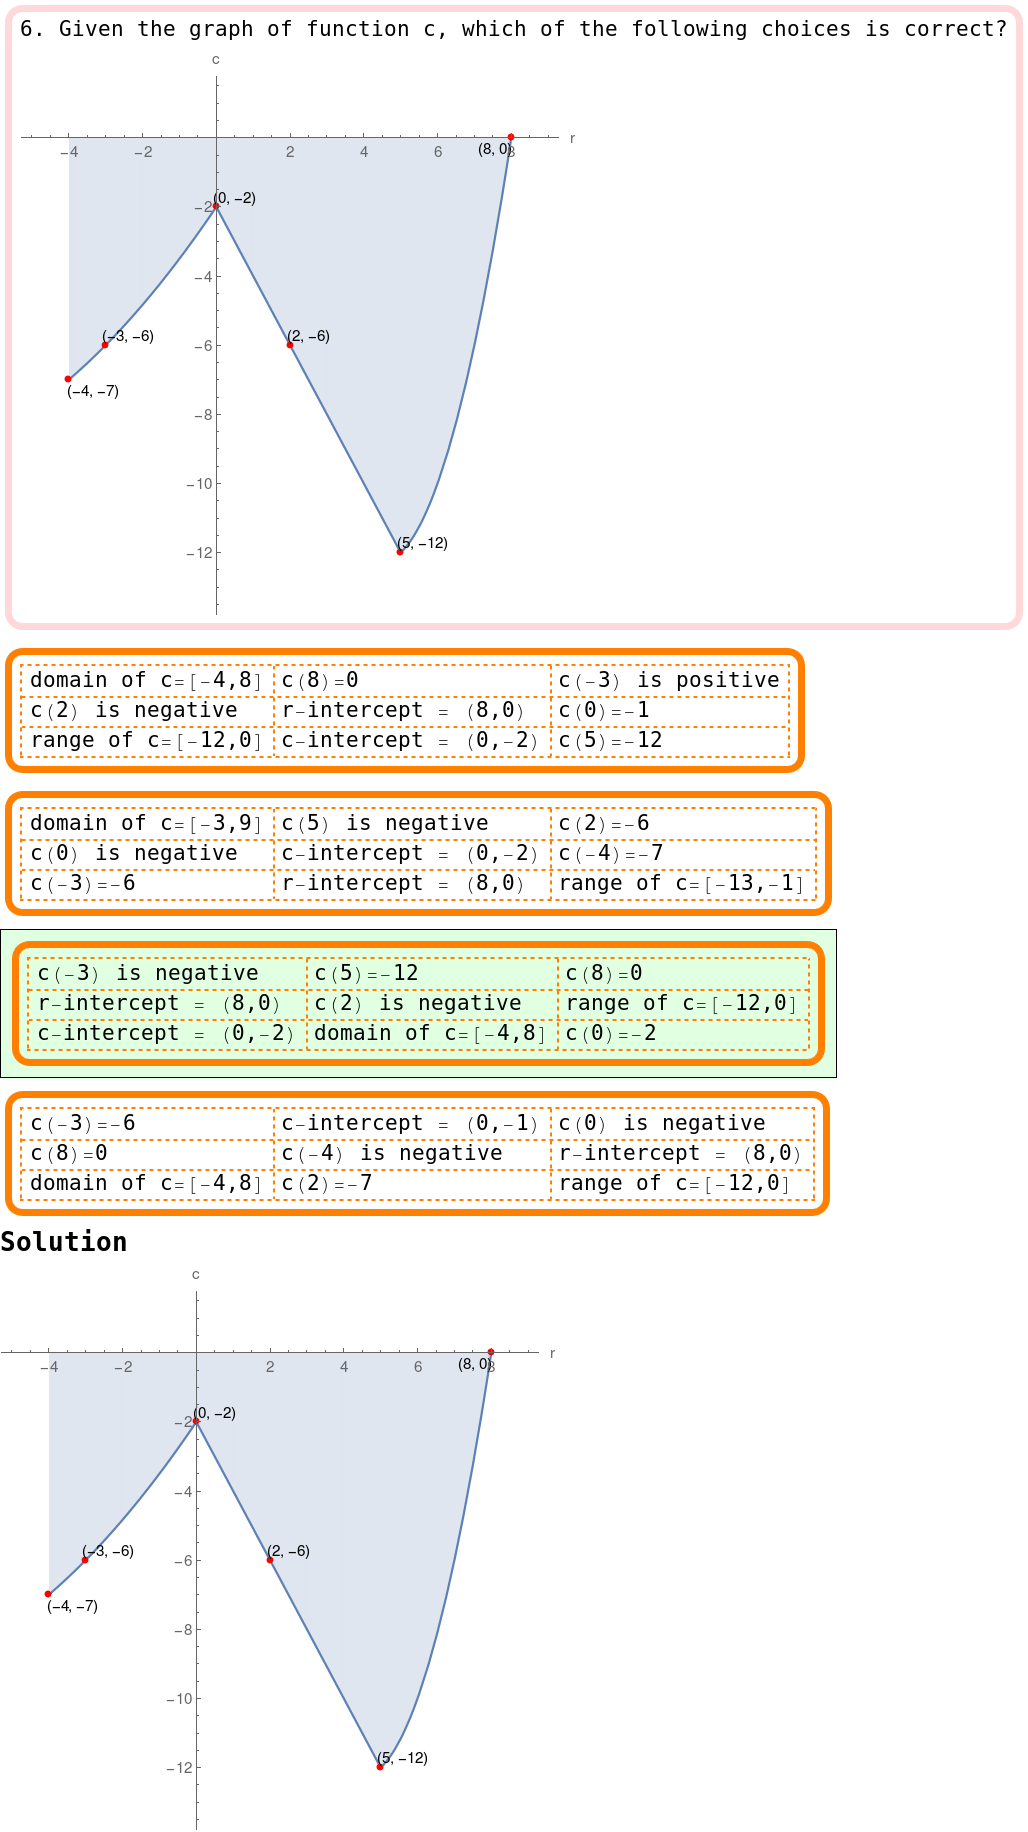 6. Given the graph of function c, which of the following choices is correct?
c
r
−4 −2 2 4 6 8
(8, 0)
(0, −2)
−2
−4
(−3, −6) (2, −6)
−6
(−4, −7)
−8
−10
(5, −12)
−12
domain of c=[-4,8] c(8)=0 c(-3) is positive
c(2) is negative r-intercept = (8,0) c(0)=-1
range of c=[-12,0] c-intercept = (0,-2) c(5)=-12
domain of c=[-3,9] c(5) is negative c(2)=-6
c(0) is negative c-intercept = (0,-2) c(-4)=-7
c(-3)=-6 r-intercept = (8,0) range of c=[-13,-1]
c(-3) is negative c(5)=-12 c(8)=0
r-intercept = (8,0) c(2) is negative range of c=[-12,0]
c-intercept = (0,-2) domain of c=[-4,8] c(0)=-2
c(-3)=-6 c-intercept = (0,-1) c(0) is negative
c(8)=0 c(-4) is negative r-intercept = (8,0)
domain of c=[-4,8] c(2)=-7 range of c=[-12,0]
Solution
c
r
−4 −2 2 4 6 8
(8, 0)
(0, −2)
−2
−4
(−3, −6) (2, −6)
−6
(−4, −7)
−8
−10
(5, −12)
−12